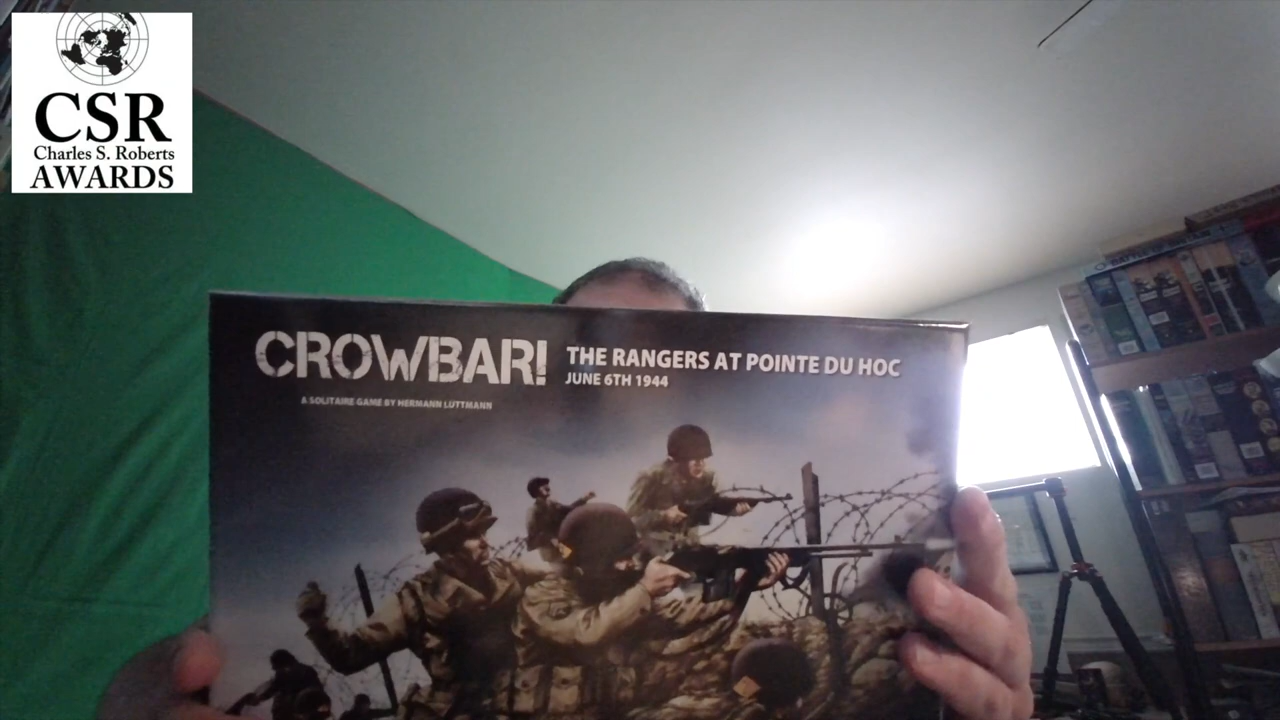 CSR
Charles S. Roberts
AWARDS
CROWBAR!
THE RANGERS AT POINTE DU HOC
JUNE 6TH 1944
A SOLITAIRE GAME BY HERMANN LUTTMANN